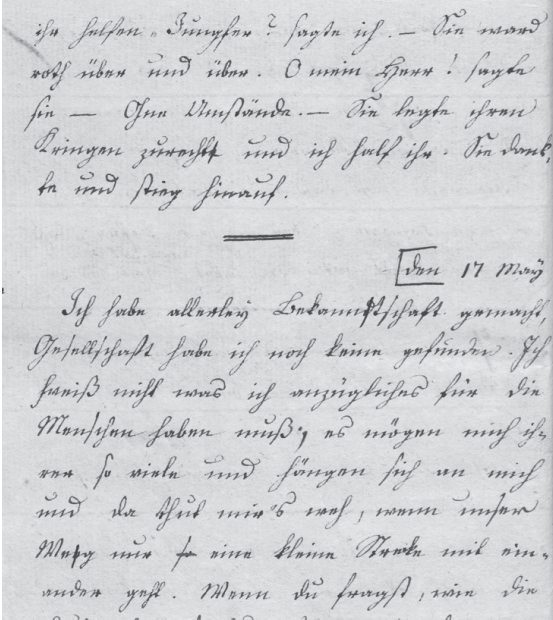 ihr helfen, Jungfer? sagte ich. — Sie ward
roth über und über. O mein Herr! sagte
sie — Ohne Umstände. — Sie legte ihren
Kringen zurecht und ich half ihr. Sie dank,
te und stieg hinauf.
den 17 May
Ich habe allerley Bekanntschaft gemacht,
Gesellschaft habe ich noch keine gefunden. Ich
weiß nicht was ich anzügliches für die
Menschen haben muß, es mögen mich ih-
rer so viele und hängen sich an mich
und da thut mir's weh, wenn unser
Weg nur eine kleine Strecke mit ein-
ander geht. Wenn du fragst, wie die